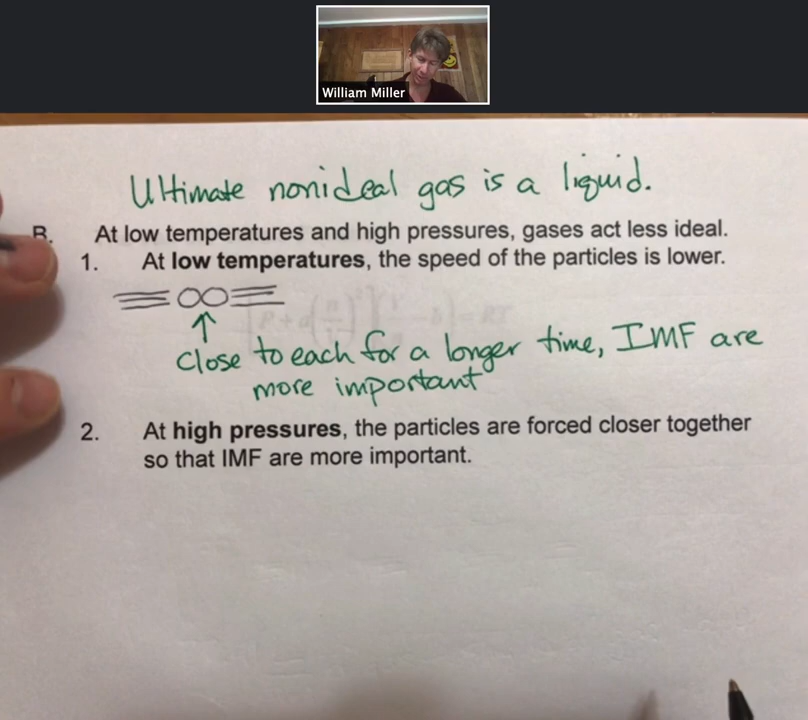 William Miller
Ultimate nonideal gas is a liquid.
B. At low temperatures and high pressures, gases act less ideal.
1. At low temperatures, the speed of the particles is lower.
close to each for a longer time, IMF are
more important
2. At high pressures, the particles are forced closer together
so that IMF are more important.